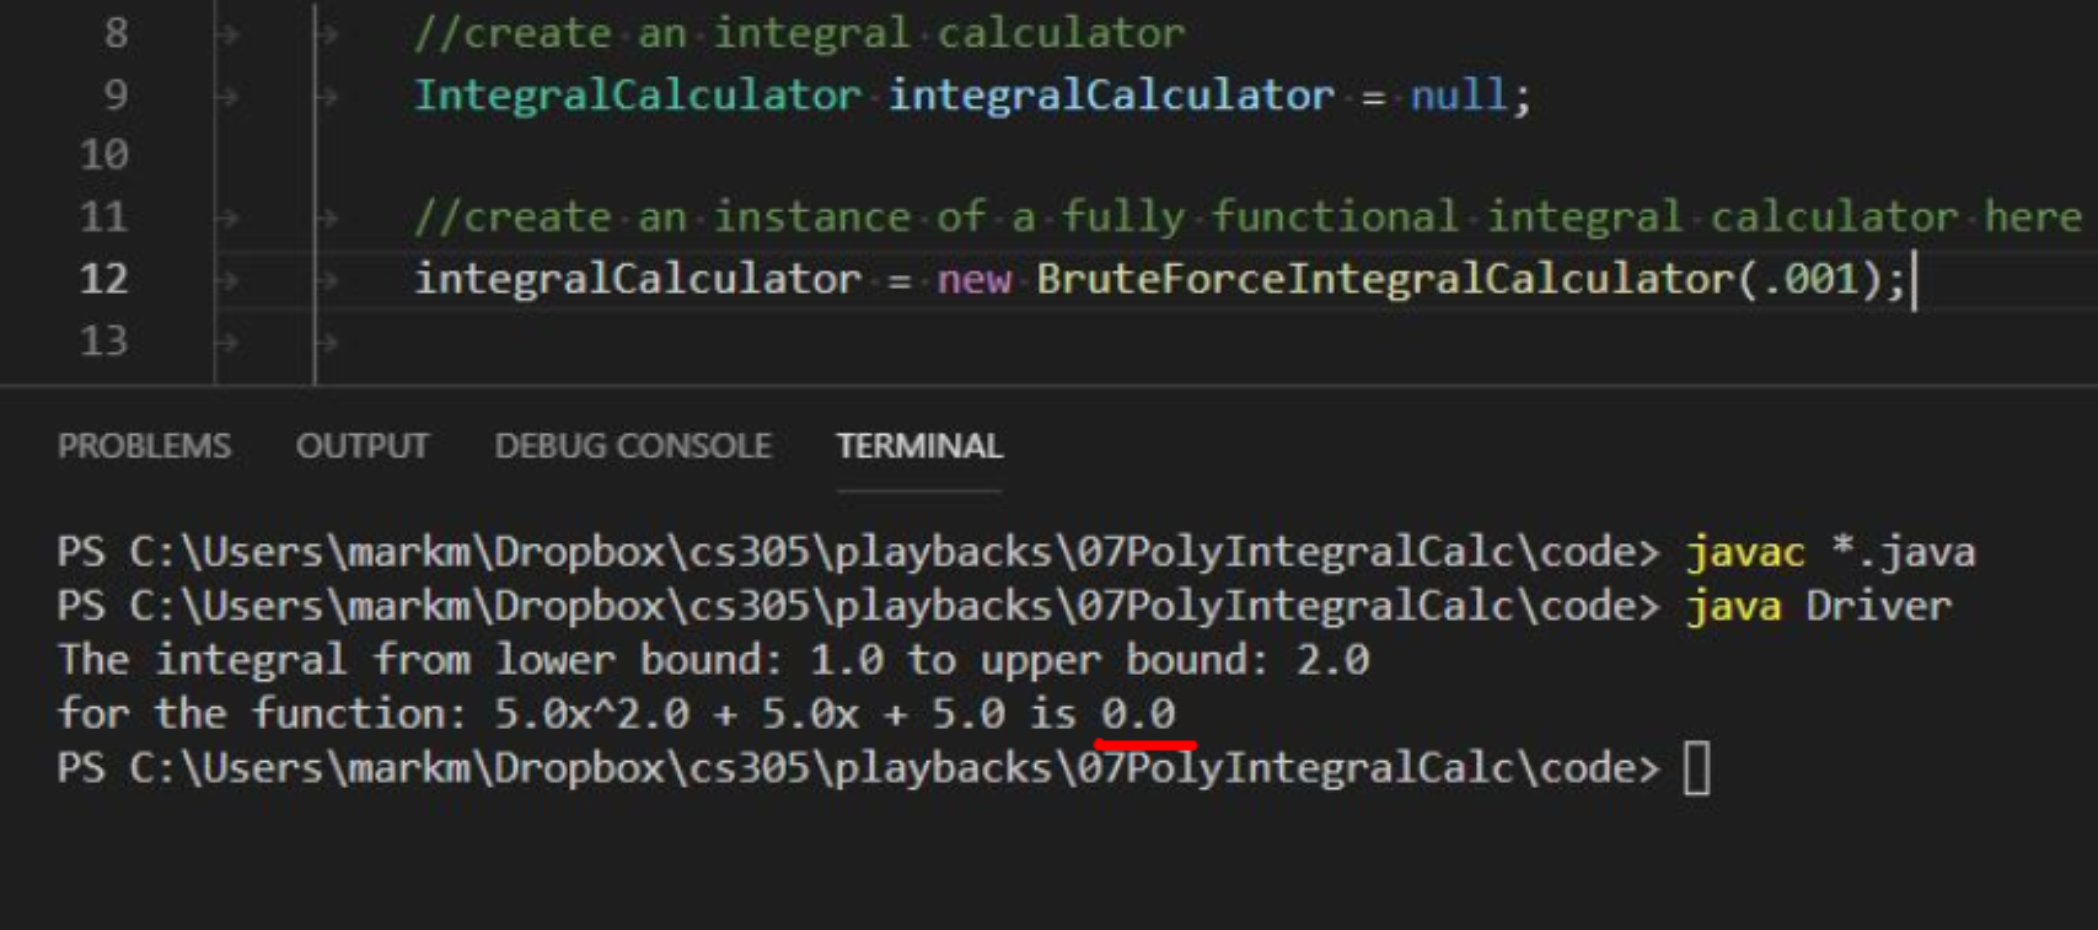 8 //create an integral calculator
9 IntegralCalculator integralCalculator = null;
10
11 //create an instance of a fully functional integral calculator here
12 integralCalculator = new BruteForceIntegralCalculator(.001);
13
PROBLEMS OUTPUT DEBUG CONSOLE TERMINAL
PS C:\Users\markm\Dropbox\cs305\playbacks\07PolyIntegralCalc\code> javac *.java
PS C:\Users\markm\Dropbox\cs305\playbacks\07PolyIntegralCalc\code> java Driver
The integral from lower bound: 1.0 to upper bound: 2.0
for the function: 5.0x^2.0 + 5.0x + 5.0 is 0.0
PS C:\Users\markm\Dropbox\cs305\playbacks\07PolyIntegralCalc\code>